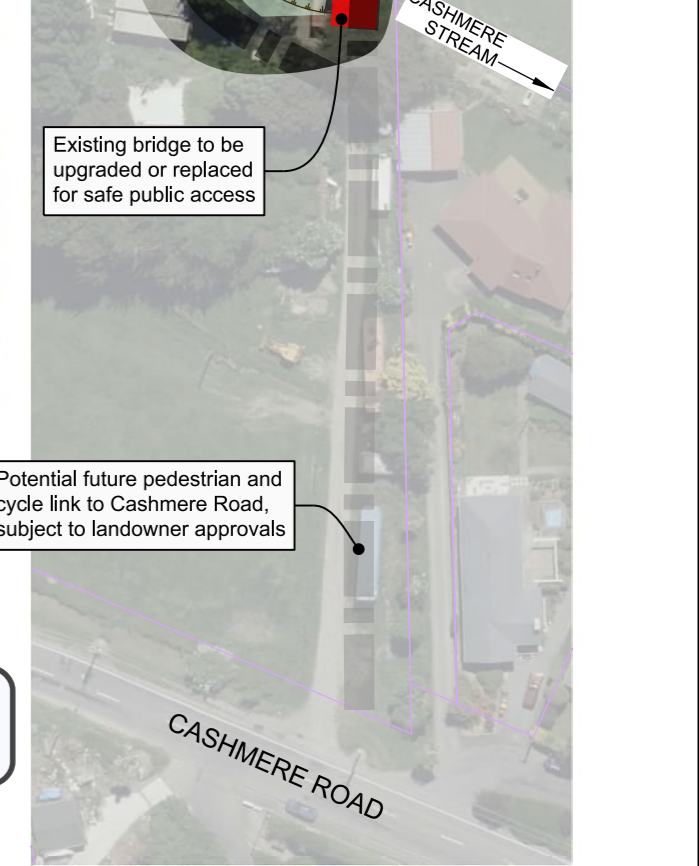 CASHMERE
STREAM
Existing bridge to be
upgraded or replaced
for safe public access
Potential future pedestrian and
cycle link to Cashmere Road,
subject to landowner approvals
CASHMERE ROAD